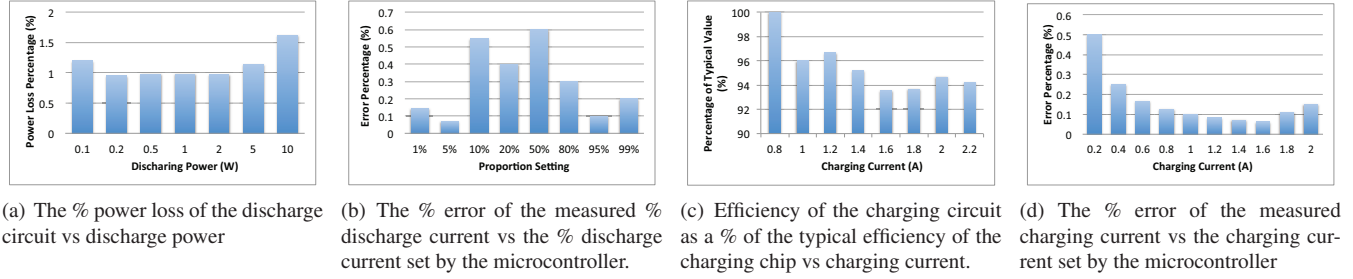 2
1.5
1
0.5
0
Power Loss Percentage (%)
0.1 0.2 0.5 1 2 5 10
Discharing Power (W)
0.7
0.6
0.5
0.4
0.3
0.2
0.1
0
Error Percentage (%)
1% 5% 10% 20% 50% 80% 95% 99%
Proportion Setting
100
98
96
94
92
90
Percentage of Typical Value
(%)
0.8 1 1.2 1.4 1.6 1.8 2 2.2
Charging Current (A)
0.6
0.5
0.4
0.3
0.2
0.1
0
Error Percentage (%)
0.2 0.4 0.6 0.8 1 1.2 1.4 1.6 1.8 2
Charging Current (A)
(a) The % power loss of the discharge
circuit vs discharge power
(b) The % error of the measured %
discharge current vs the % discharge
current set by the microcontroller.
(c) Efficiency of the charging circuit
as a % of the typical efficiency of the
charging chip vs charging current.
(d) The % error of the measured
charging current vs the charging cur-
rent set by the microcontroller